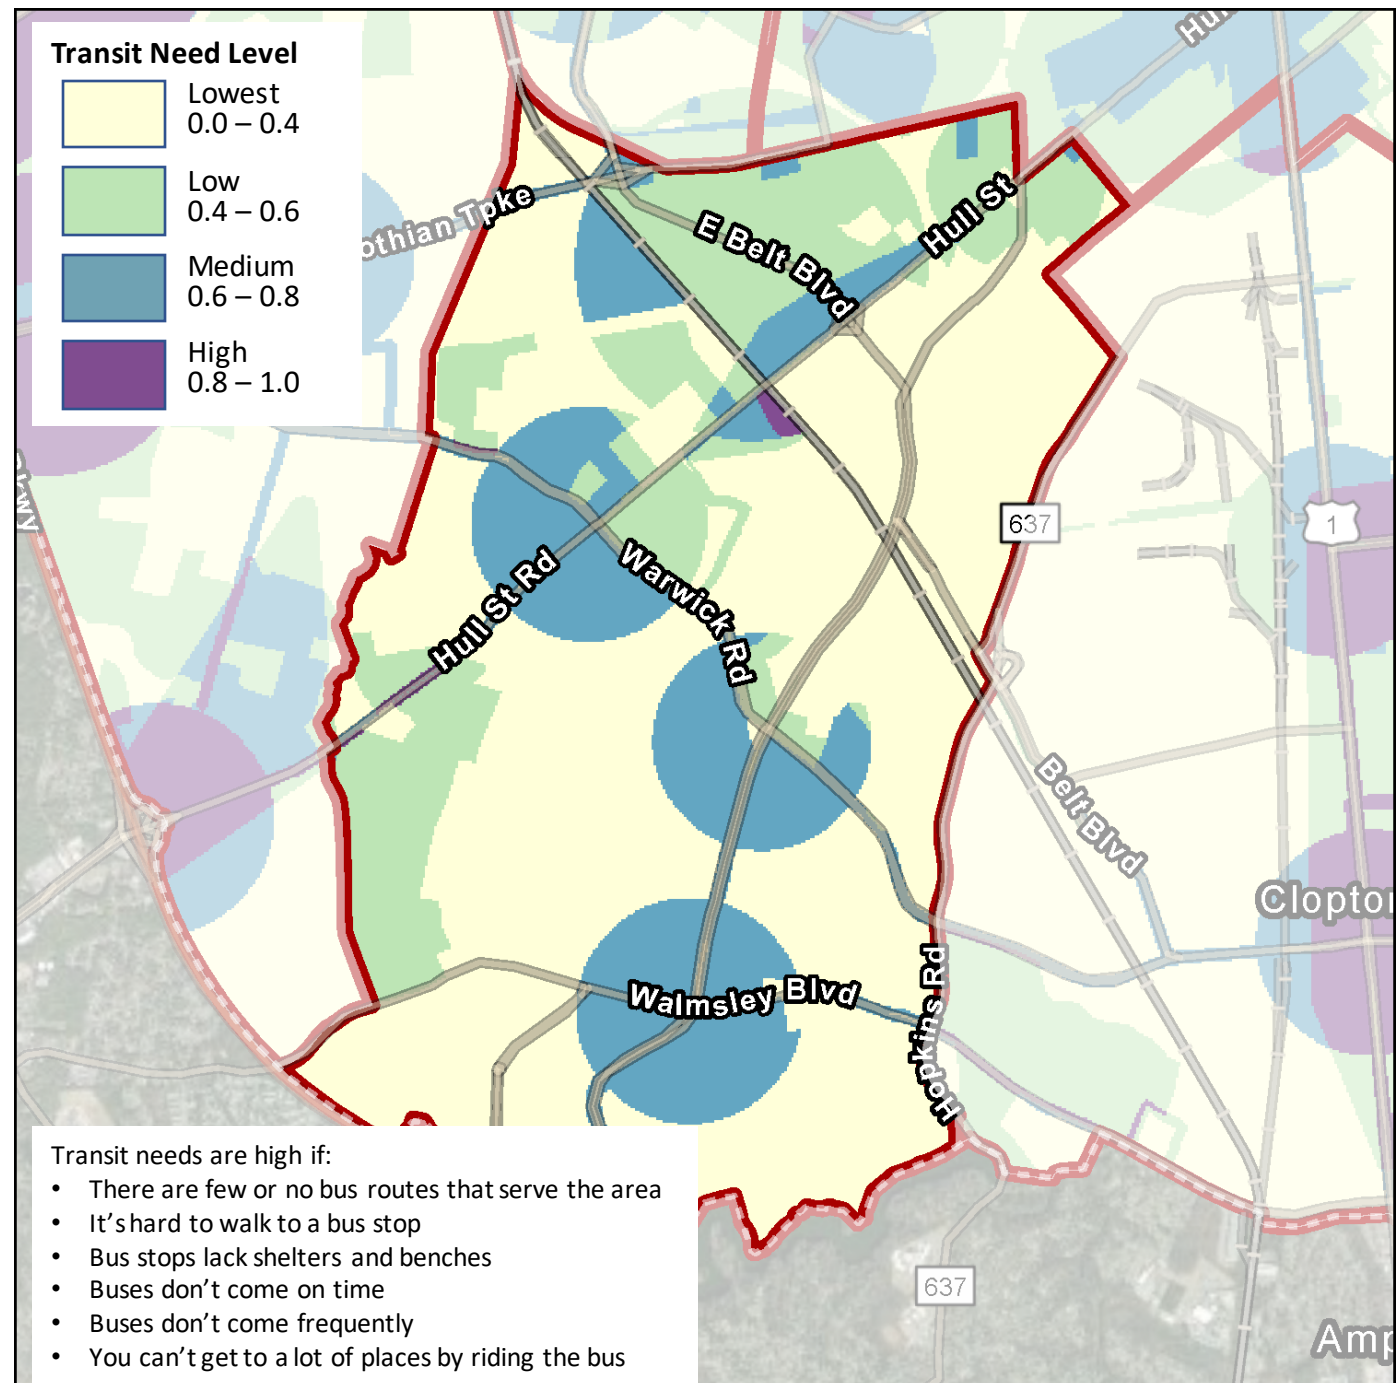 Transit Need Level
Lowest
0.0 – 0.4
Low
0.4 – 0.6
Medium
0.6 – 0.8
High
0.8 – 1.0
Hull
othian Tpke
E Belt Blvd
Hull St
637
1
Pkwy
Hull St Rd
Warwick Rd
Belt Blvd
Clopton
Walmsley Blvd
Hopkins Rd
637
Amp
Transit needs are high if:
• There are few or no bus routes that serve the area
• It's hard to walk to a bus stop
• Bus stops lack shelters and benches
• Buses don't come on time
• Buses don't come frequently
• You can't get to a lot of places by riding the bus